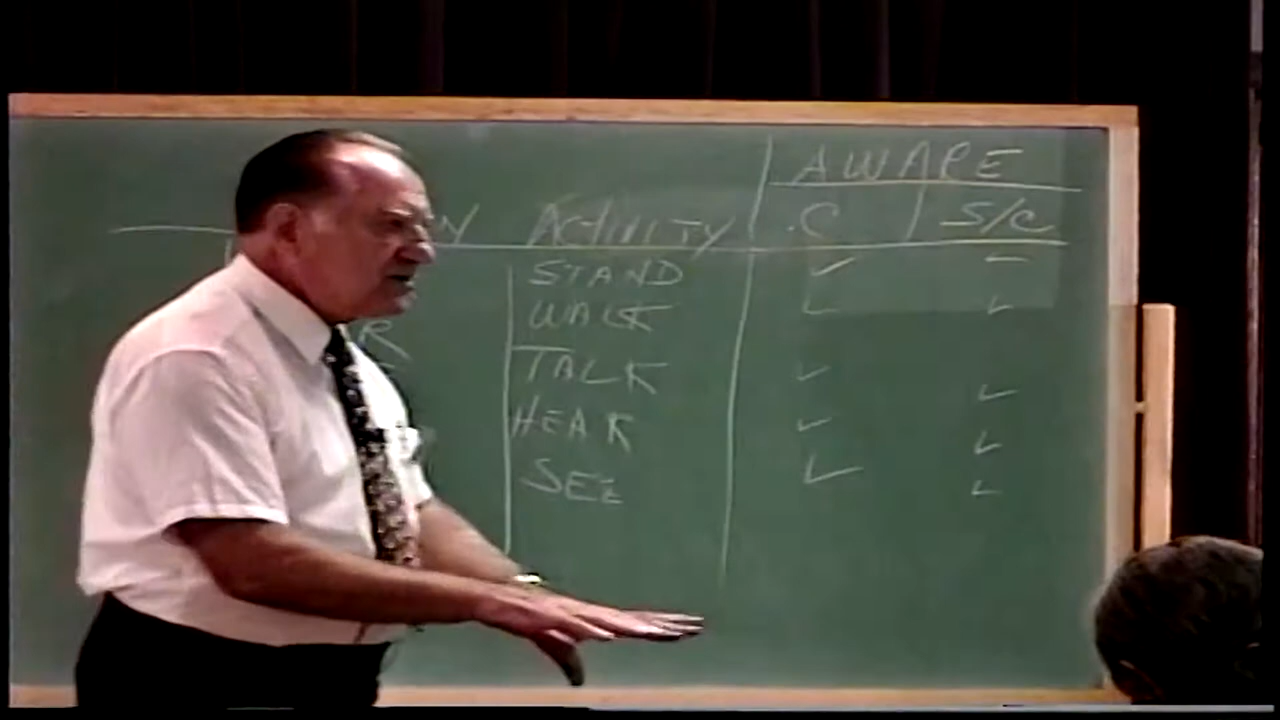 AWARE
N ACTIVITY .C S/C
STAND ✓ –
WALK ✓ ✓
R TALK ✓ ✓
HEAR ✓ ✓
SEE ✓ ✓